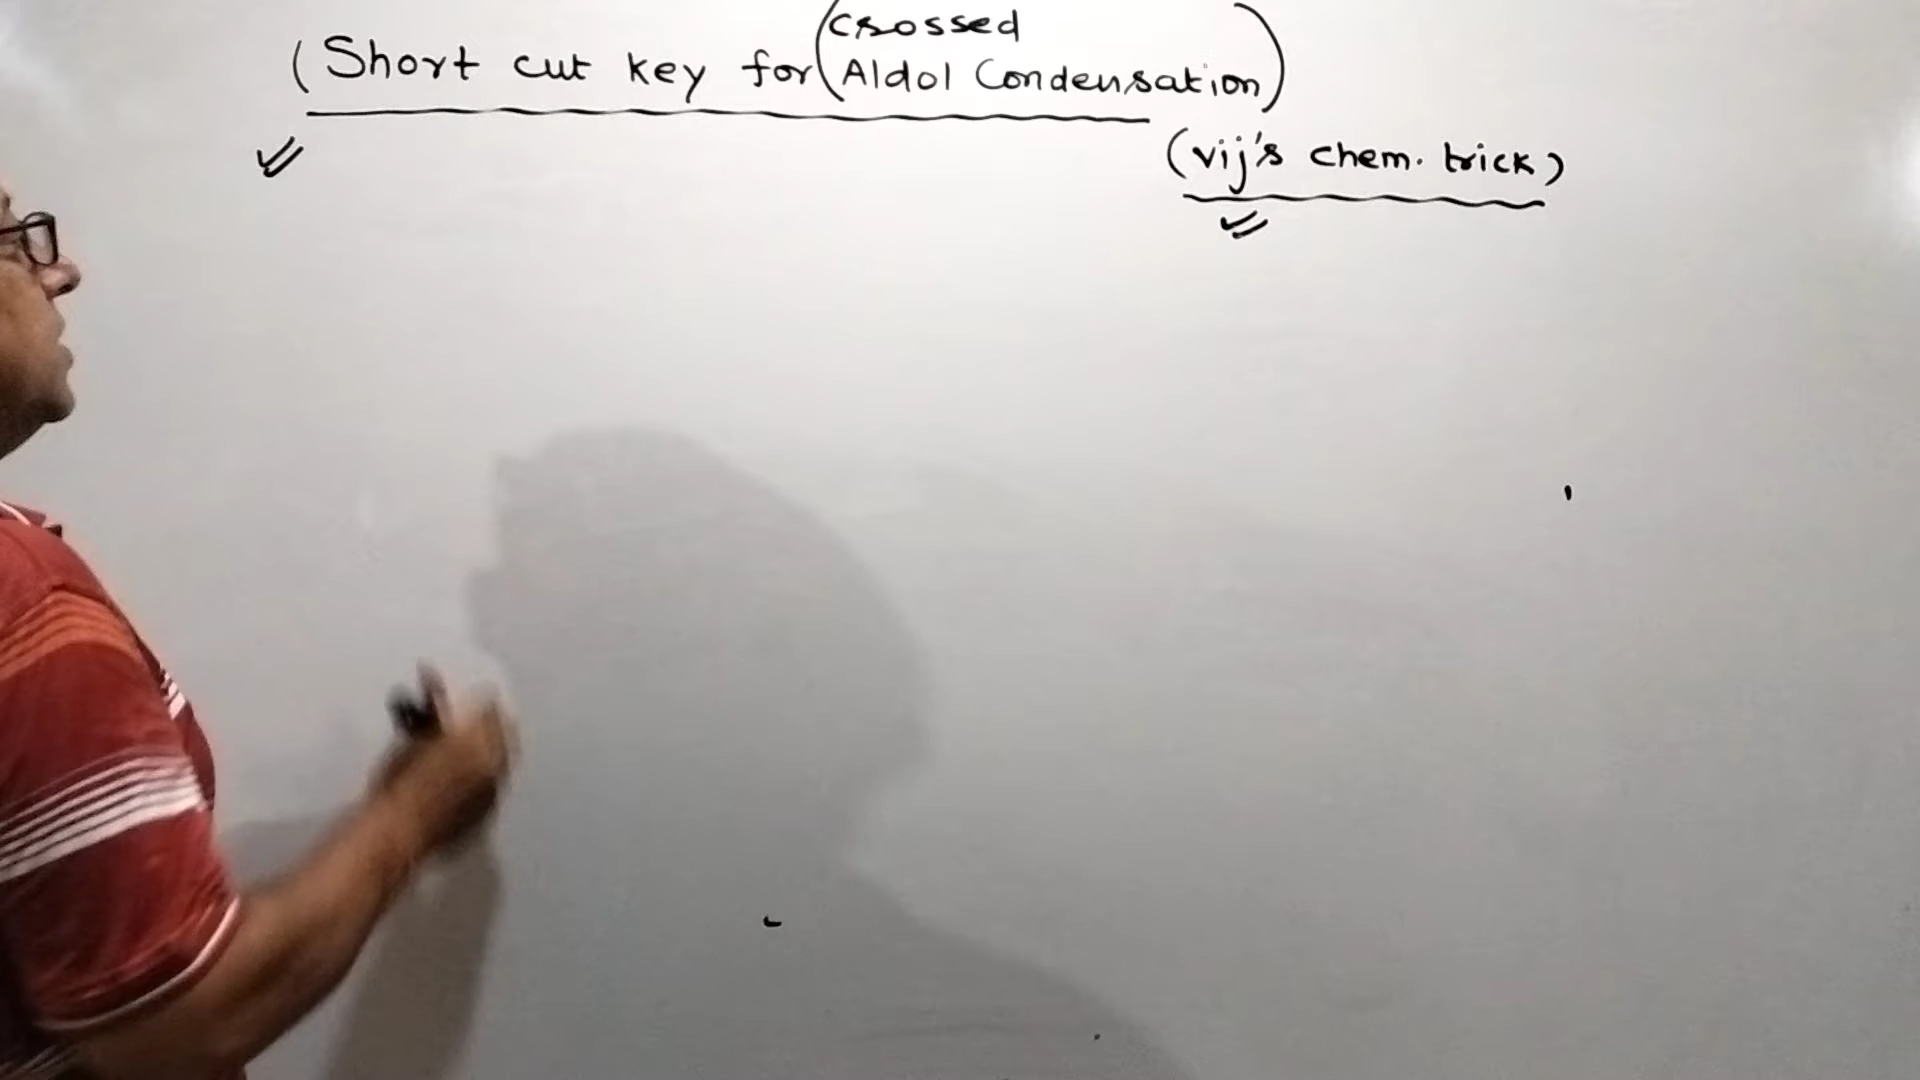 crossed
(Short cut key for (Aldol Condensation)
(vij's chem. trick)